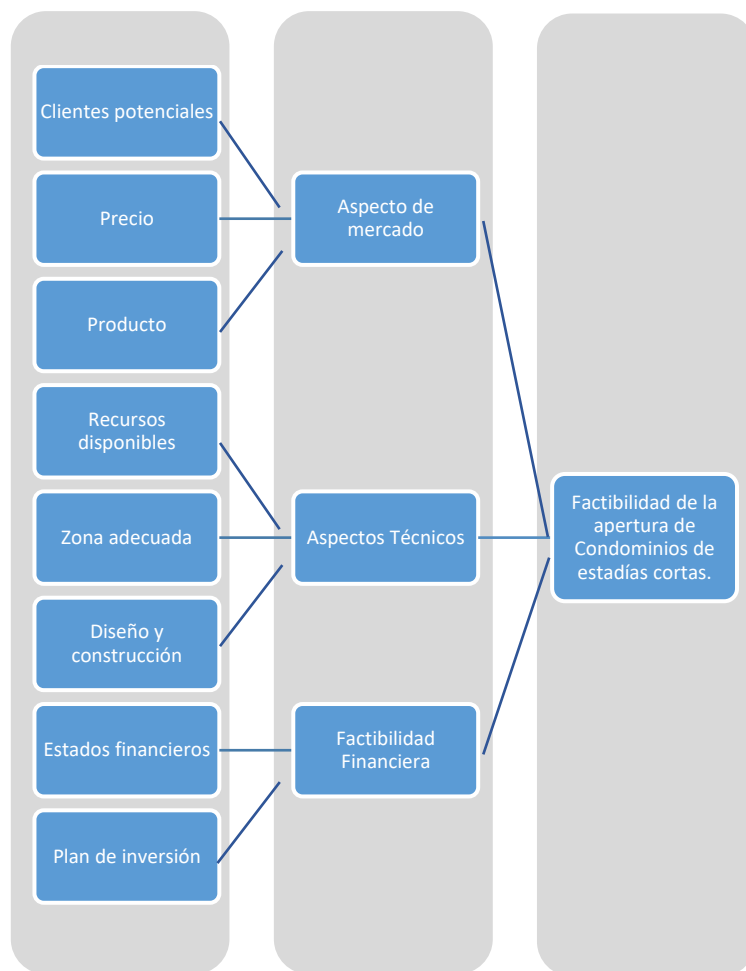 Clientes potenciales
Precio
Producto
Recursos
disponibles
Zona adecuada
Diseño y
construcción
Estados financieros
Plan de inversión
Aspecto de
mercado
Aspectos Técnicos
Factibilidad
Financiera
Factibilidad de la
apertura de
Condominios de
estadías cortas.